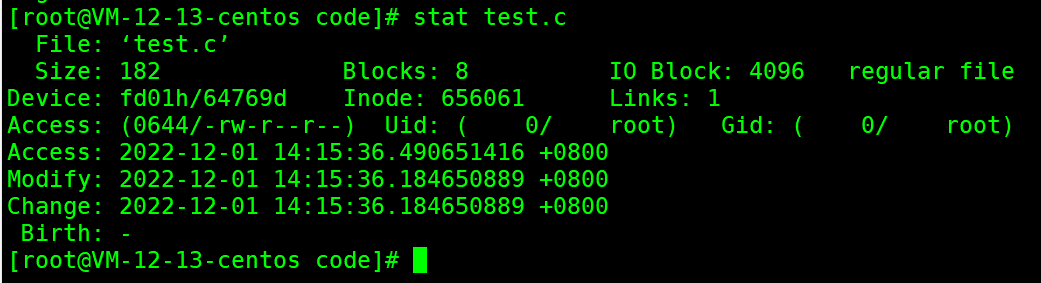 [root@VM-12-13-centos code]# stat test.c
  File: ‘test.c’
  Size: 182             Blocks: 8          IO Block: 4096   regular file
Device: fd01h/64769d    Inode: 656061      Links: 1
Access: (0644/-rw-r--r--)  Uid: (    0/    root)   Gid: (    0/    root)
Access: 2022-12-01 14:15:36.490651416 +0800
Modify: 2022-12-01 14:15:36.184650889 +0800
Change: 2022-12-01 14:15:36.184650889 +0800
 Birth: -
[root@VM-12-13-centos code]#